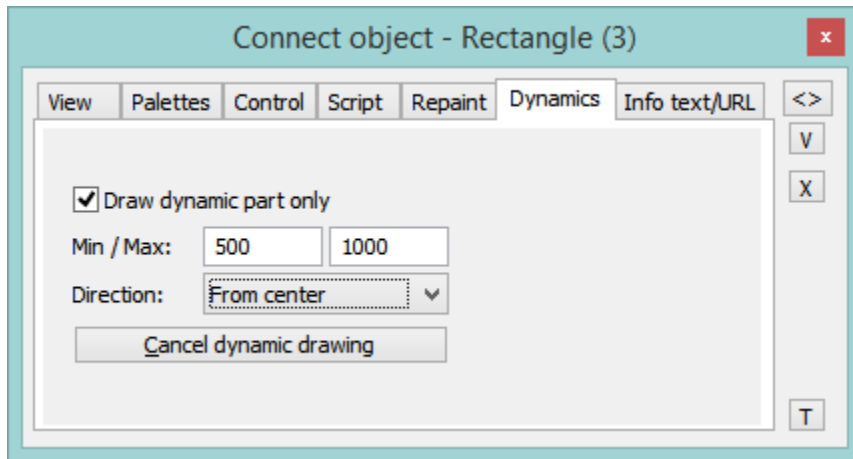 Connect object - Rectangle (3)
x
View Palettes Control Script Repaint Dynamics Info text/URL
<>
V
X
Draw dynamic part only
Min / Max: 500 1000
Direction: From center
Cancel dynamic drawing
T